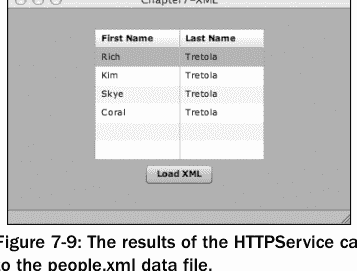 Chapter7-XML
First Name Last Name
Rich Tretola
Kim Tretola
Skye Tretola
Coral Tretola
Load XML
Figure 7-9: The results of the HTTPService ca
to the people.xml data file.